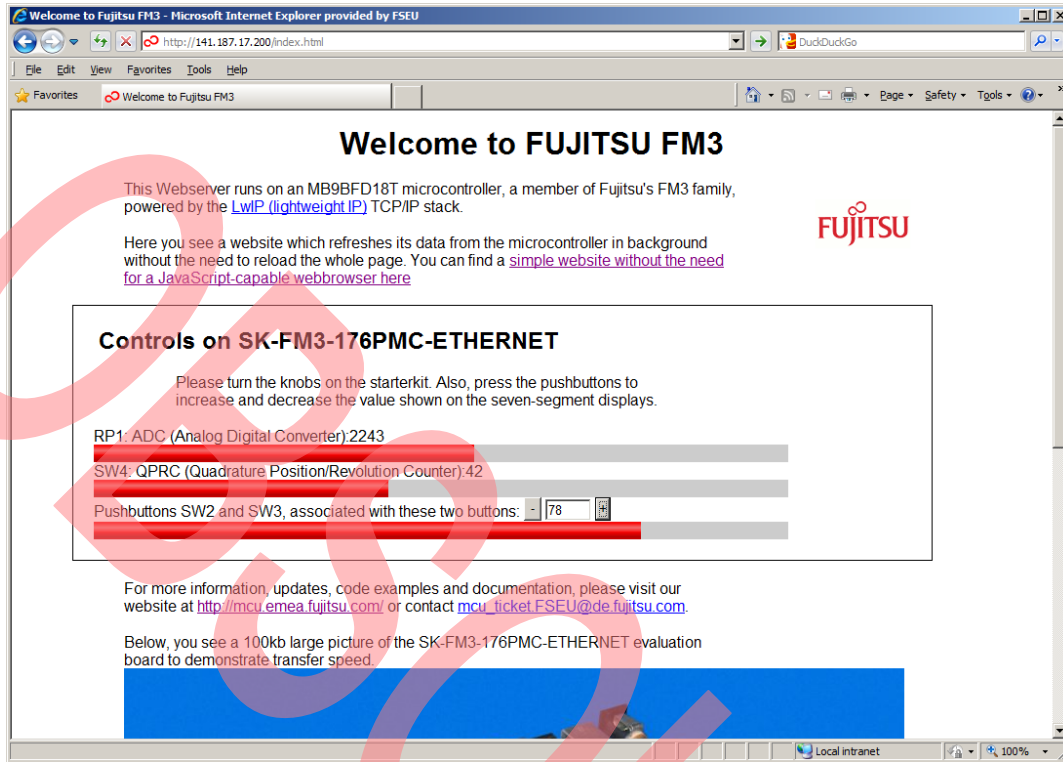 Welcome to Fujitsu FM3 - Microsoft Internet Explorer provided by FSEU
http://141.187.17.200/index.html
DuckDuckGo
File Edit View Favorites Tools Help
Favorites
Welcome to Fujitsu FM3
Page
Safety
Tools
Welcome to FUJITSU FM3
This Webserver runs on an MB9BFD18T microcontroller, a member of Fujitsu's FM3 family,
powered by the LwIP (lightweight IP) TCP/IP stack.
FUJITSU
Here you see a website which refreshes its data from the microcontroller in background
without the need to reload the whole page. You can find a simple website without the need
for a JavaScript-capable webbrowser here
Controls on SK-FM3-176PMC-ETHERNET
Please turn the knobs on the starterkit. Also, press the pushbuttons to
increase and decrease the value shown on the seven-segment displays.
RP1: ADC (Analog Digital Converter):2243
SW4: QPRC (Quadrature Position/Revolution Counter):42
Pushbuttons SW2 and SW3, associated with these two buttons: - 78 +
For more information, updates, code examples and documentation, please visit our
website at http://mcu.emea.fujitsu.com/ or contact mcu_ticket.FSEU@de.fujitsu.com.
Below, you see a 100kb large picture of the SK-FM3-176PMC-ETHERNET evaluation
board to demonstrate transfer speed.
Local intranet
100%